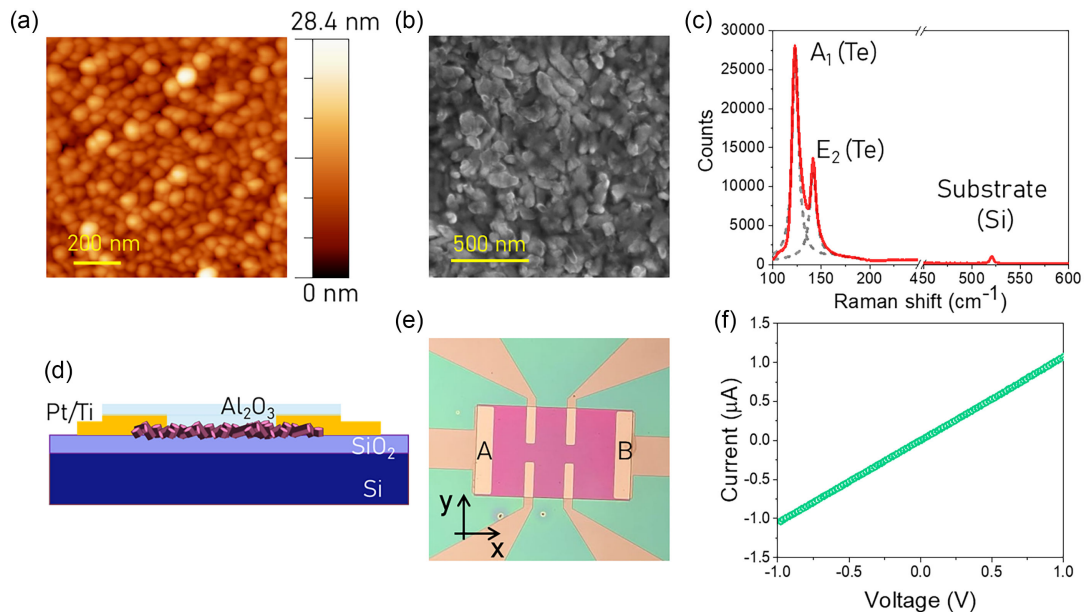 (a)
28.4 nm
200 nm
0 nm
(b)
500 nm
(c)
30000
25000
20000
15000
10000
5000
0
Counts
A₁ (Te)
E₂ (Te)
Substrate
(Si)
100 150 200 450 500 550 600
Raman shift (cm⁻¹)
(d)
Pt/Ti
Al₂O₃
SiO₂
Si
(e)
A
B
y
x
(f)
1.5
1.0
0.5
0.0
-0.5
-1.0
-1.5
Current (μA)
-1.0 -0.5 0.0 0.5 1.0
Voltage (V)